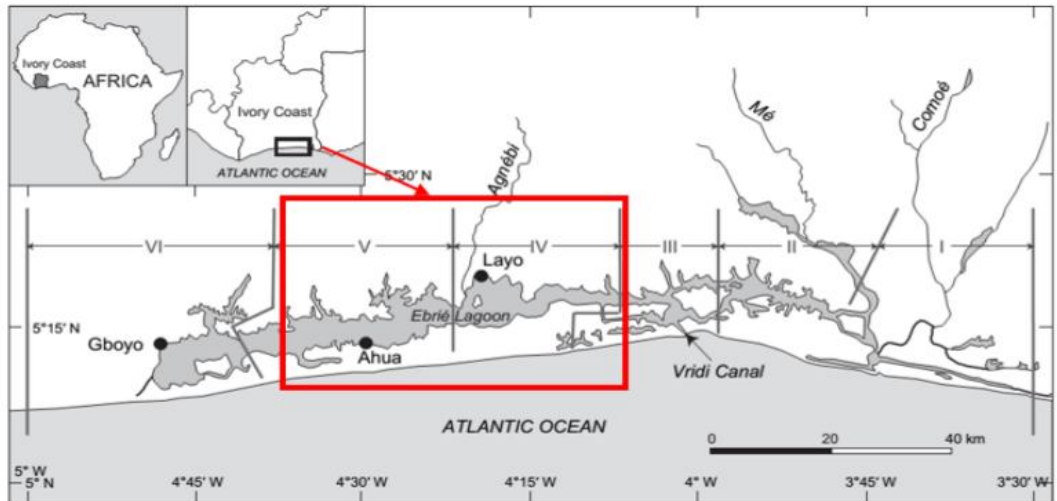 Ivory Coast
AFRICA
Ivory Coast
ATLANTIC OCEAN
5°30' N
Agnébi
Mé
Comoé
VI
V
IV
III
II
I
Layo
Ebrié Lagoon
5°15' N
Gboyo
Ahua
Vridi Canal
ATLANTIC OCEAN
0 20 40 km
5° W
5° N
4°45' W
4°30' W
4°15' W
4° W
3°45' W
3°30' W